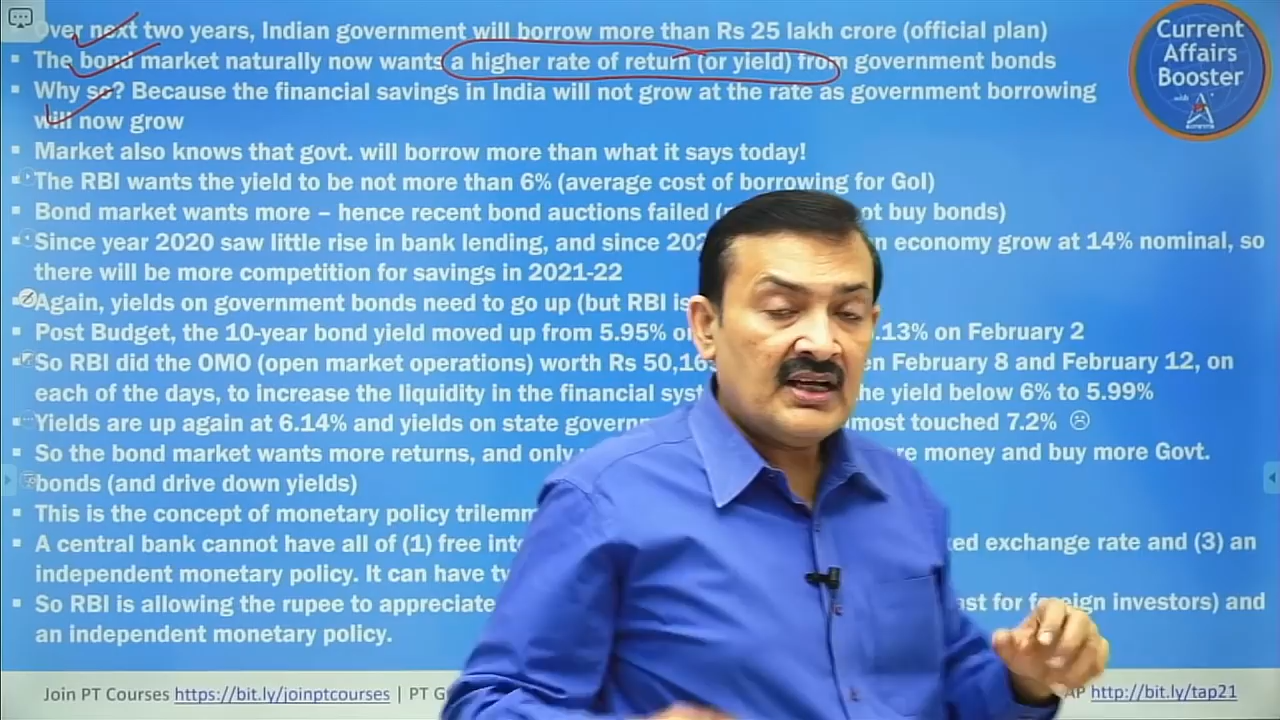 Over next two years, Indian government will borrow more than Rs 25 lakh crore (official plan)
The bond market naturally now wants a higher rate of return (or yield) from government bonds
Why so? Because the financial savings in India will not grow at the rate as government borrowing
will now grow
Market also knows that govt. will borrow more than what it says today!
The RBI wants the yield to be not more than 6% (average cost of borrowing for GoI)
Bond market wants more – hence recent bond auctions failed ot buy bonds)
Since year 2020 saw little rise in bank lending, and since economy grow at 14% nominal, so
there will be more competition for savings in 2021-22
Again, yields on government bonds need to go up (but RBI is
Post Budget, the 10-year bond yield moved up from 5.95% .13% on February 2
So RBI did the OMO (open market operations) worth Rs 50,16 February 8 and February 12, on
each of the days, to increase the liquidity in the financial he yield below 6% to 5.99%
Yields are up again at 6.14% and yields on state most touched 7.2% ☹
So the bond market wants more returns, and only re money and buy more Govt.
bonds (and drive down yields)
This is the concept of monetary policy
A central bank cannot have all of (1) free ed exchange rate and (3) an
independent monetary policy. It can have
So RBI is allowing the rupee to appreciate ast for foreign investors) and
an independent monetary policy.
Current
Affairs
Booster
with
Join PT Courses https://bit.ly/joinptcourses | PT AP http://bit.ly/tap21